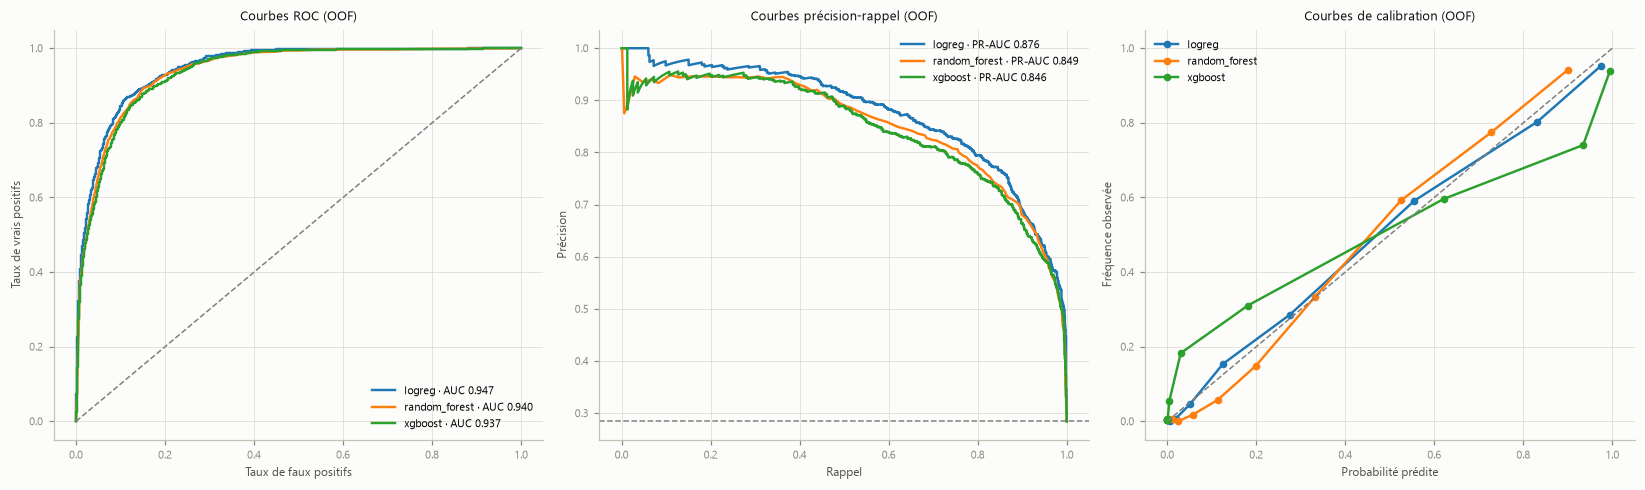 Courbes ROC (OOF)
Taux de vrais positifs
1.0
0.8
0.6
0.4
0.2
0.0
0.0 0.2 0.4 0.6 0.8 1.0
Taux de faux positifs
logreg · AUC 0.947
random_forest · AUC 0.940
xgboost · AUC 0.937
Courbes précision-rappel (OOF)
Précision
1.0
0.9
0.8
0.7
0.6
0.5
0.4
0.3
0.0 0.2 0.4 0.6 0.8 1.0
Rappel
logreg · PR-AUC 0.876
random_forest · PR-AUC 0.849
xgboost · PR-AUC 0.846
Courbes de calibration (OOF)
Fréquence observée
1.0
0.8
0.6
0.4
0.2
0.0
0.0 0.2 0.4 0.6 0.8 1.0
Probabilité prédite
logreg
random_forest
xgboost